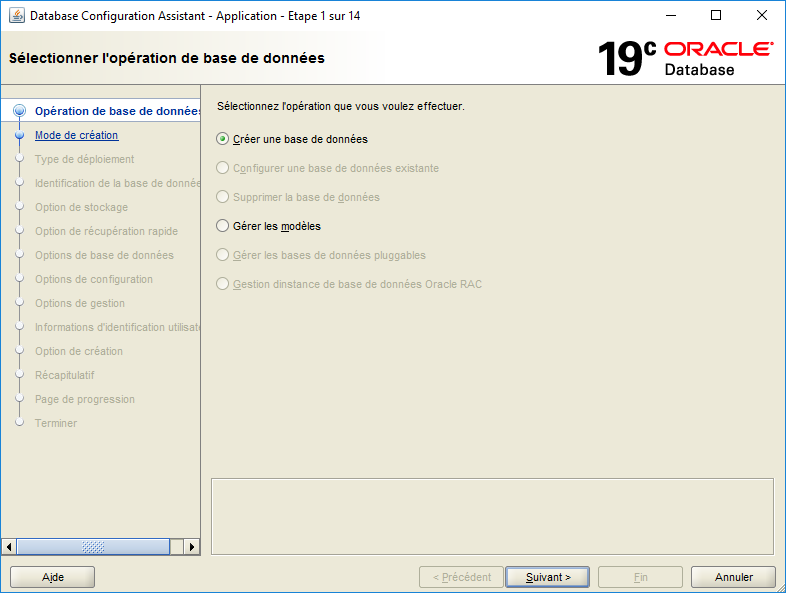 Database Configuration Assistant - Application - Etape 1 sur 14
Sélectionner l'opération de base de données
19c ORACLE
Database
Opération de base de données
Mode de création
Type de déploiement
Identification de la base de donnée
Option de stockage
Option de récupération rapide
Options de base de données
Options de configuration
Options de gestion
Informations d'identification utilisate
Option de création
Récapitulatif
Page de progression
Terminer
Sélectionnez l'opération que vous voulez effectuer.
Créer une base de données
Configurer une base de données existante
Supprimer la base de données
Gérer les modèles
Gérer les bases de données pluggables
Gestion dinstance de base de données Oracle RAC
Aide
< Précédent
Suivant >
Fin
Annuler